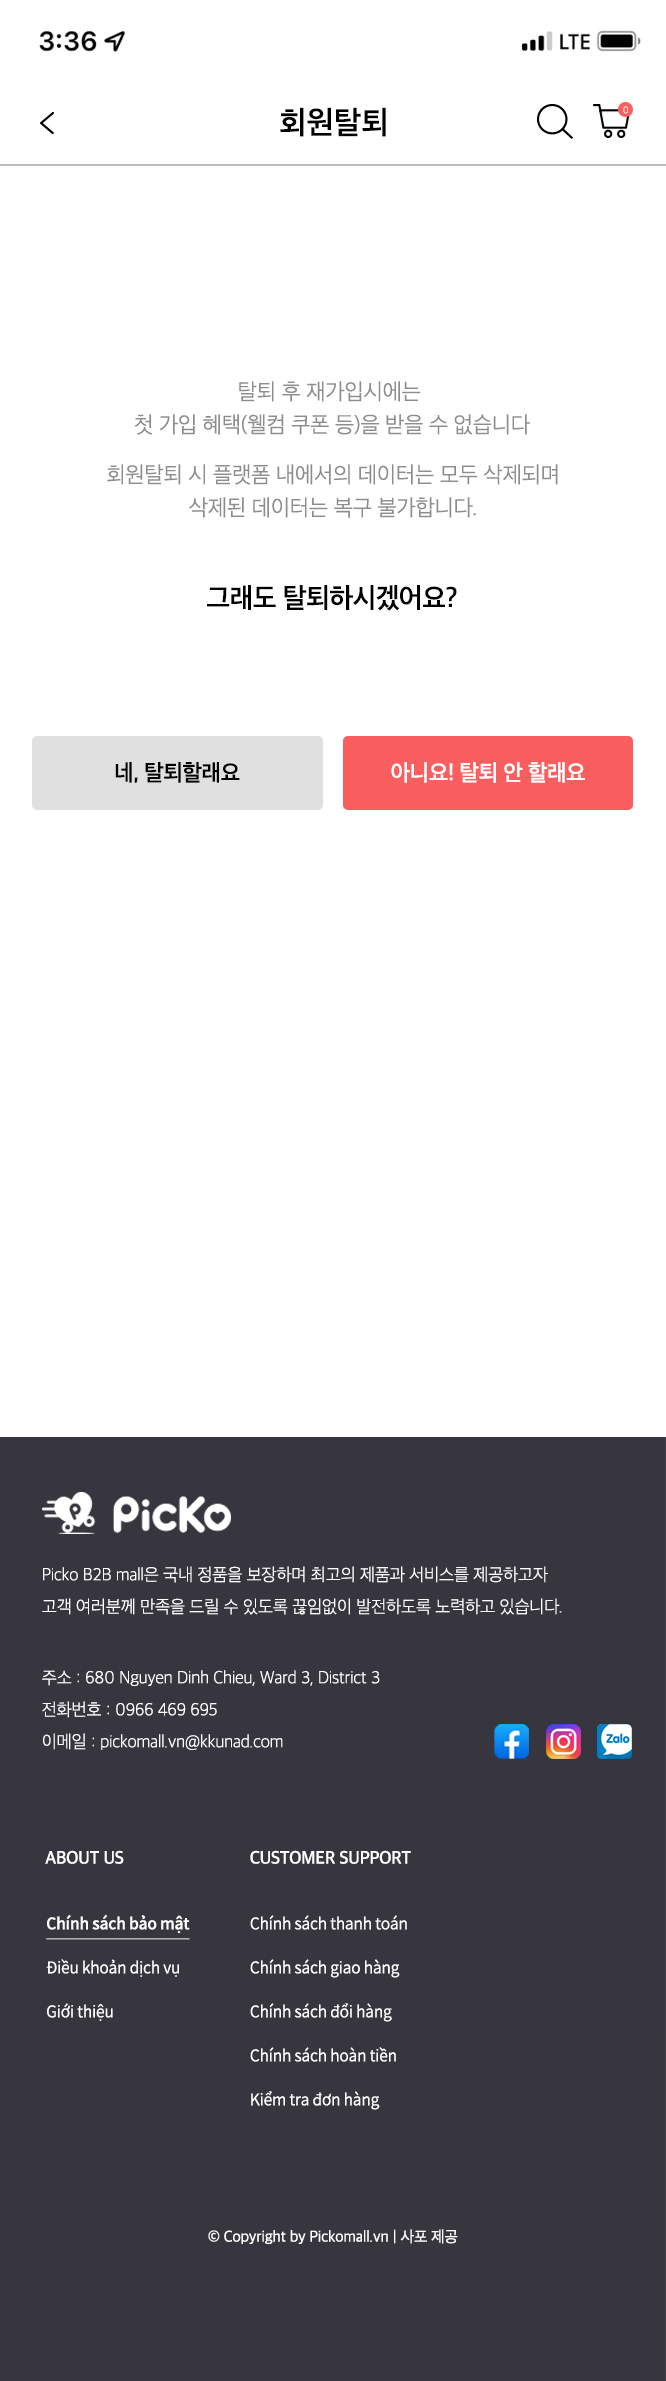 3:36
LTE
회원탈퇴
0
탈퇴 후 재가입시에는
첫 가입 혜택(웰컴 쿠폰 등)을 받을 수 없습니다
회원탈퇴 시 플랫폼 내에서의 데이터는 모두 삭제되며
삭제된 데이터는 복구 불가합니다.
그래도 탈퇴하시겠어요?
네, 탈퇴할래요
아니요! 탈퇴 안 할래요
PicKo
Picko B2B mall은 국내 정품을 보장하며 최고의 제품과 서비스를 제공하고자
고객 여러분께 만족을 드릴 수 있도록 끊임없이 발전하도록 노력하고 있습니다.
주소 : 680 Nguyen Dinh Chieu, Ward 3, District 3
전화번호 : 0966 469 695
이메일 : pickomall.vn@kkunad.com
Zalo
ABOUT US
Chính sách bảo mật
Điều khoản dịch vụ
Giới thiệu
CUSTOMER SUPPORT
Chính sách thanh toán
Chính sách giao hàng
Chính sách đổi hàng
Chính sách hoàn tiền
Kiểm tra đơn hàng
© Copyright by Pickomall.vn | 사포 제공